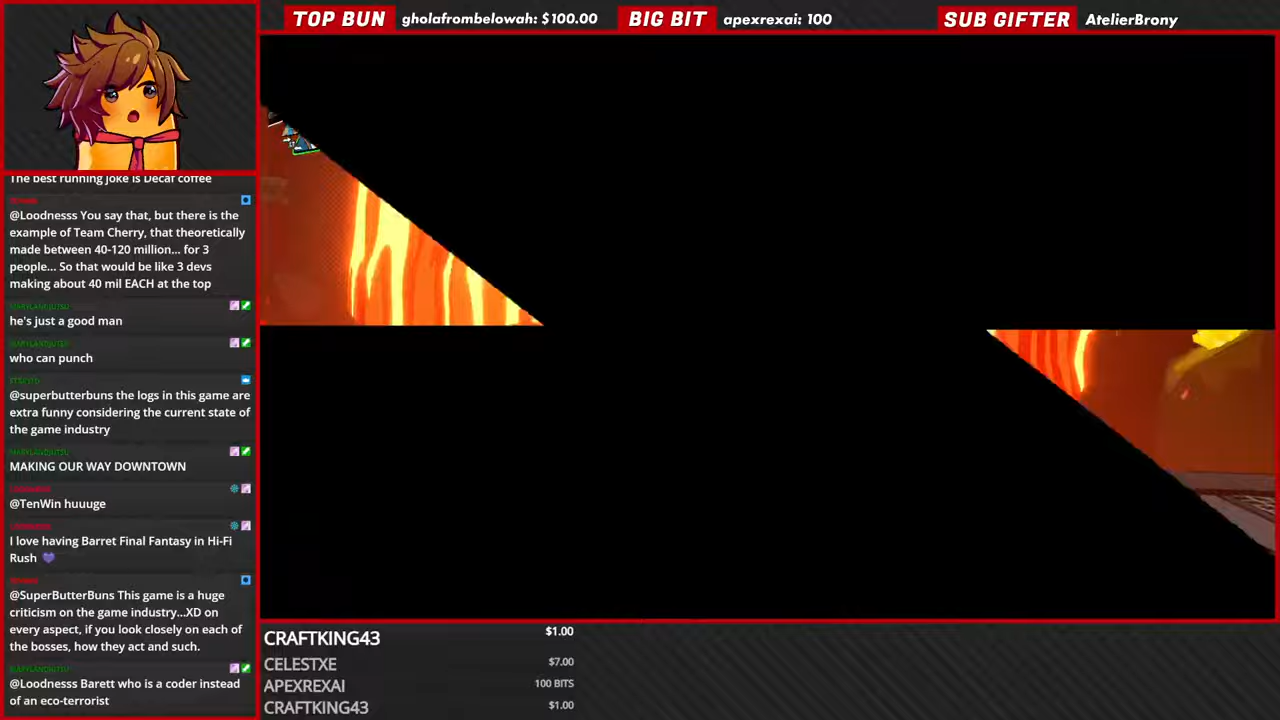 TOP BUN gholafrombelowah: $100.00 BIG BIT apexrexai: 100 SUB GIFTER AtelierBrony
The best running joke is Decaf coffee
@Loodnesss You say that, but there is the
example of Team Cherry, that theoretically
made between 40-120 million... for 3
people... So that would be like 3 devs
making about 40 mil EACH at the top
he's just a good man
who can punch
@superbutterbuns the logs in this game are
extra funny considering the current state of
the game industry
MAKING OUR WAY DOWNTOWN
@TenWin huuuge
I love having Barret Final Fantasy in Hi-Fi
Rush 💜
@SuperButterBuns This game is a huge
criticism on the game industry...XD on
every aspect, if you look closely on each of
the bosses, how they act and such.
@Loodnesss Barett who is a coder instead
of an eco-terrorist
CRAFTKING43 $1.00
CELESTXE $7.00
APEXREXAI 100 BITS
CRAFTKING43 $1.00